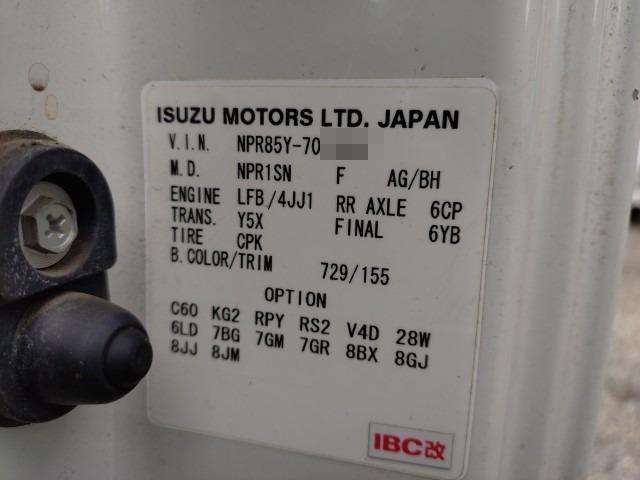 ISUZU MOTORS LTD. JAPAN
V.I.N. NPR85Y-70
M.D. NPR1SN F AG/BH
ENGINE LFB/4JJ1 RR AXLE 6CP
TRANS. Y5X FINAL 6YB
TIRE CPK
B.COLOR/TRIM 729/155
OPTION
C60 KG2 RPY RS2 V4D 28W
6LD 7BG 7GM 7GR 8BX 8GJ
8JJ 8JM
IBC改